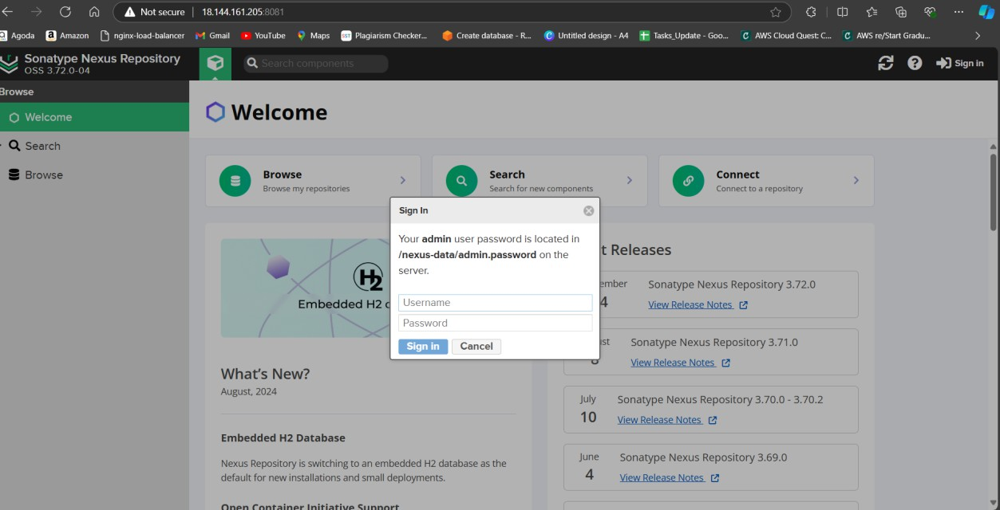 Not secure 18.144.161.205:8081
Agoda Amazon nginx-load-balancer Gmail YouTube Maps SST Plagiarism Checker... Create database - R... Untitled design - A4 Tasks_Update - Goo... AWS Cloud Quest: C... AWS re/Start Gradu...
Sonatype Nexus Repository
OSS 3.72.0-04
Search components
Sign in
Browse
Welcome
Search
Browse
Welcome
Browse
Browse my repositories
Search
Search for new components
Connect
Connect to a repository
Sign In
Your admin user password is located in
/nexus-data/admin.password on the
server.
Username
Password
Sign in Cancel
H2
Embedded H2
What's New?
August, 2024
Embedded H2 Database
Nexus Repository is switching to an embedded H2 database as the
default for new installations and small deployments.
Open Container Initiative Support
t Releases
ember
4
Sonatype Nexus Repository 3.72.0
View Release Notes
st
Sonatype Nexus Repository 3.71.0
View Release Notes
July
10
Sonatype Nexus Repository 3.70.0 - 3.70.2
View Release Notes
June
4
Sonatype Nexus Repository 3.69.0
View Release Notes